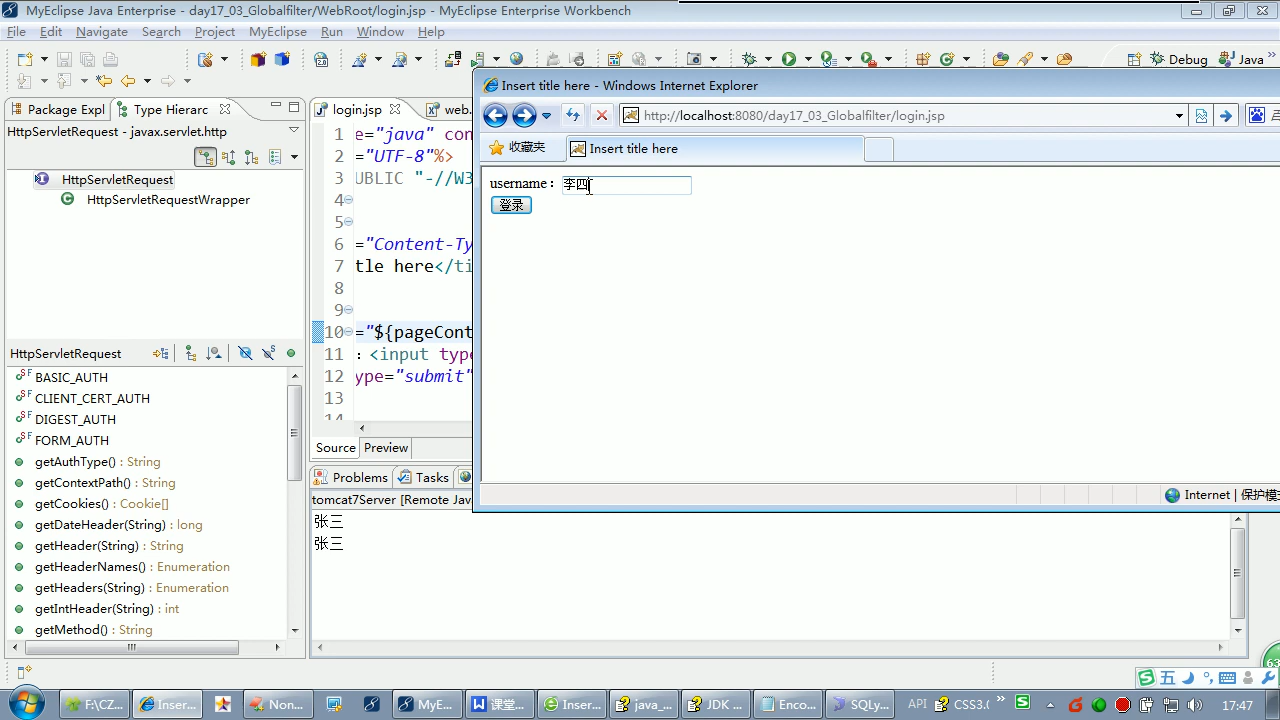 MyEclipse Java Enterprise - day17_03_Globalfilter/WebRoot/login.jsp - MyEclipse Enterprise Workbench
File Edit Navigate Search Project MyEclipse Run Window Help
Debug Java
Package Expl Type Hierarc
HttpServletRequest - javax.servlet.http
HttpServletRequest
HttpServletRequestWrapper
HttpServletRequest
BASIC_AUTH
CLIENT_CERT_AUTH
DIGEST_AUTH
FORM_AUTH
getAuthType() : String
getContextPath() : String
getCookies() : Cookie[]
getDateHeader(String) : long
getHeader(String) : String
getHeaderNames() : Enumeration
getHeaders(String) : Enumeration
getIntHeader(String) : int
getMethod() : String
login.jsp web.
1 e="java" con
2 ="UTF-8"%>
3 UBLIC "-//W3
4
5
6 ="Content-Ty
7 tle here</ti
8
9
10 ="${pageCont
11 : <input type
12 ype="submit"
13
14
Source Preview
Problems Tasks
tomcat7Server [Remote Jav
张三
张三
Insert title here - Windows Internet Explorer
http://localhost:8080/day17_03_Globalfilter/login.jsp
收藏夹 Insert title here
username：李四
登录
Internet | 保护模式
63
五
F:\CZ... Inser... Non... MyE... 课堂... Inser... java_... JDK ... Enco... SQLy... API CSS3.( 17:47